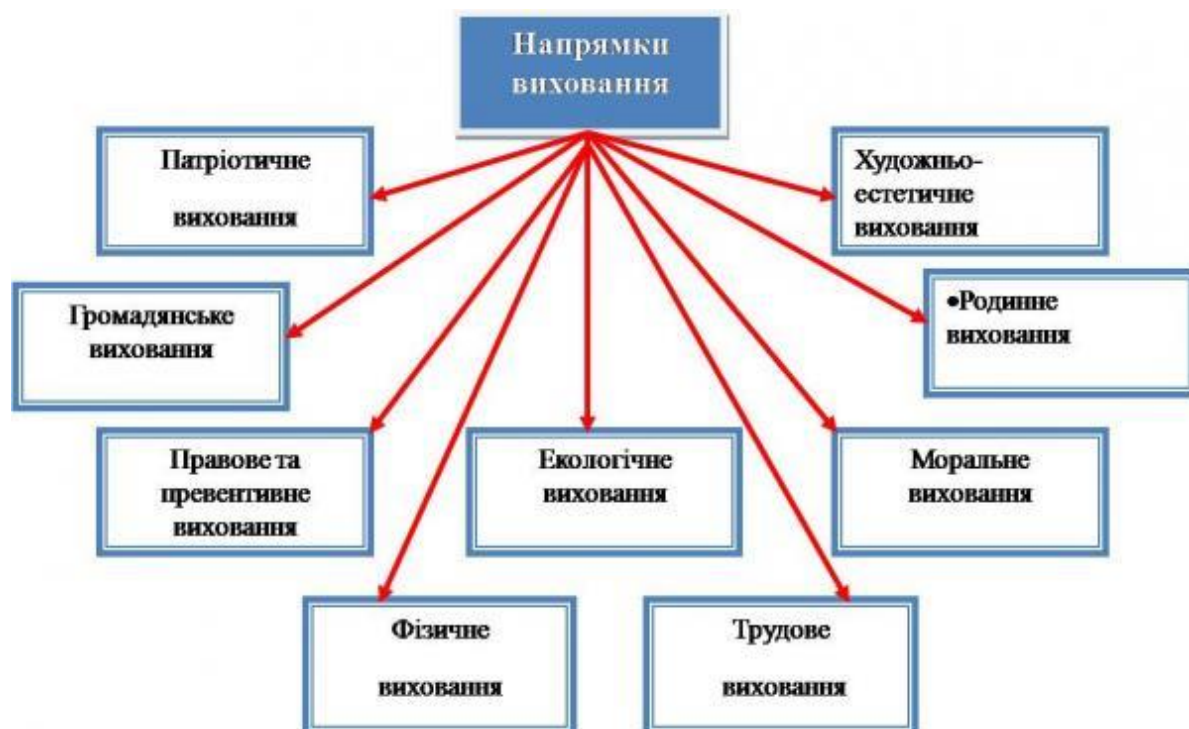 Напрямки
виховання
Патріотичне
виховання
Художньо-
естетичне
виховання
Громадянське
виховання
•Родинне
виховання
Правове та
превентивне
виховання
Екологічне
виховання
Моральне
виховання
Фізичне
виховання
Трудове
виховання